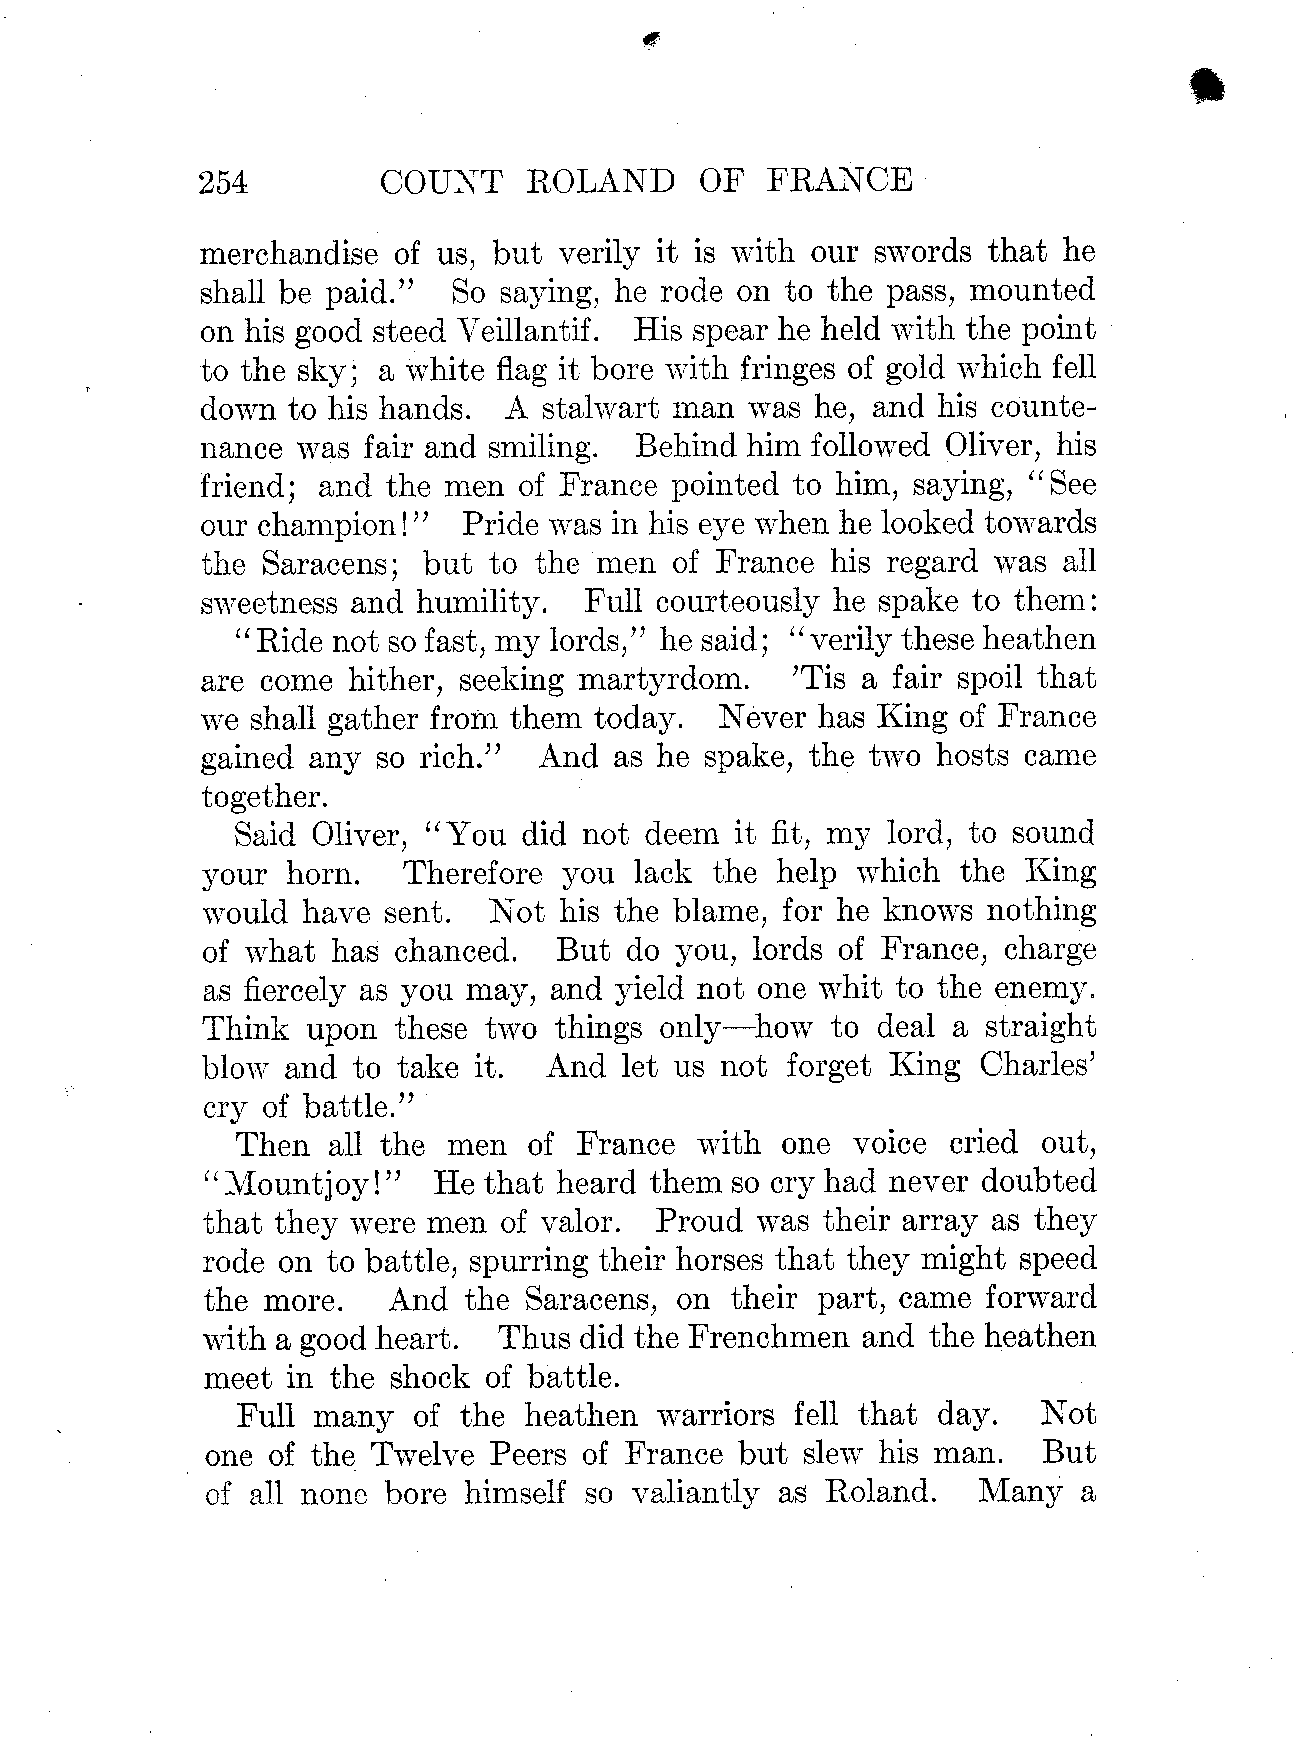 254 COUNT ROLAND OF FRANCE
merchandise of us, but verily it is with our swords that he
shall be paid.” So saying, he rode on to the pass, mounted
on his good steed Veillantif. His spear he held with the point
to the sky; a white flag it bore with fringes of gold which fell
down to his hands. A stalwart man was he, and his counte-
nance was fair and smiling. Behind him followed Oliver, his
friend; and the men of France pointed to him, saying, “See
our champion!” Pride was in his eye when he looked towards
the Saracens; but to the men of France his regard was all
sweetness and humility. Full courteously he spake to them:
“Ride not so fast, my lords,” he said; “verily these heathen
are come hither, seeking martyrdom. ’Tis a fair spoil that
we shall gather from them today. Never has King of France
gained any so rich.” And as he spake, the two hosts came
together.
Said Oliver, “You did not deem it fit, my lord, to sound
your horn. Therefore you lack the help which the King
would have sent. Not his the blame, for he knows nothing
of what has chanced. But do you, lords of France, charge
as fiercely as you may, and yield not one whit to the enemy.
Think upon these two things only—how to deal a straight
blow and to take it. And let us not forget King Charles’
cry of battle.”
Then all the men of France with one voice cried out,
“Mountjoy!” He that heard them so cry had never doubted
that they were men of valor. Proud was their array as they
rode on to battle, spurring their horses that they might speed
the more. And the Saracens, on their part, came forward
with a good heart. Thus did the Frenchmen and the heathen
meet in the shock of battle.
Full many of the heathen warriors fell that day. Not
one of the Twelve Peers of France but slew his man. But
of all none bore himself so valiantly as Roland. Many a